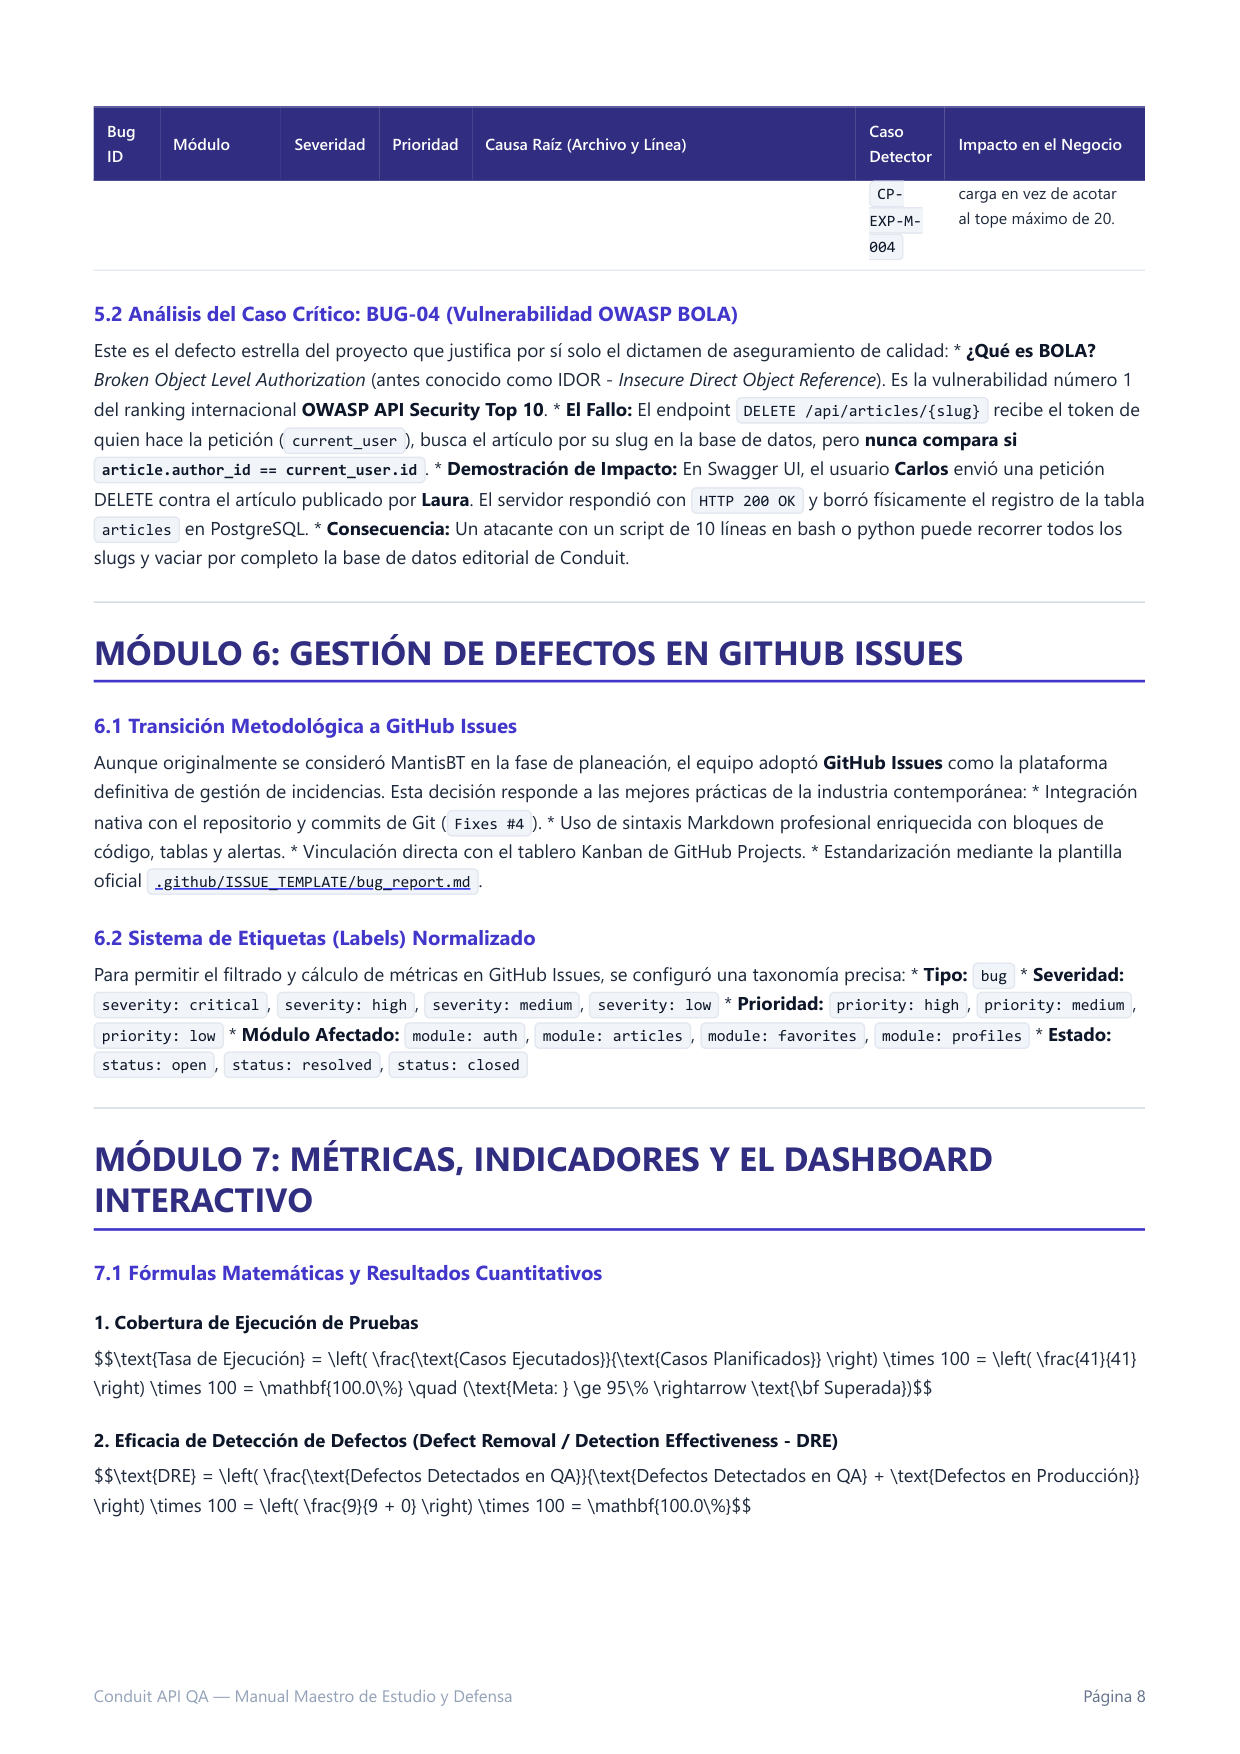 Bug ID | Módulo | Severidad | Prioridad | Causa Raíz (Archivo y Línea) | Caso Detector | Impacto en el Negocio
CP- carga en vez de acotar
EXP-M- al tope máximo de 20.
004
5.2 Análisis del Caso Crítico: BUG-04 (Vulnerabilidad OWASP BOLA)
Este es el defecto estrella del proyecto que justifica por sí solo el dictamen de aseguramiento de calidad: * ¿Qué es BOLA?
Broken Object Level Authorization (antes conocido como IDOR - Insecure Direct Object Reference). Es la vulnerabilidad número 1
del ranking internacional OWASP API Security Top 10. * El Fallo: El endpoint DELETE /api/articles/{slug} recibe el token de
quien hace la petición ( current_user ), busca el artículo por su slug en la base de datos, pero nunca compara si
article.author_id == current_user.id . * Demostración de Impacto: En Swagger UI, el usuario Carlos envió una petición
DELETE contra el artículo publicado por Laura. El servidor respondió con HTTP 200 OK y borró físicamente el registro de la tabla
articles en PostgreSQL. * Consecuencia: Un atacante con un script de 10 líneas en bash o python puede recorrer todos los
slugs y vaciar por completo la base de datos editorial de Conduit.
MÓDULO 6: GESTIÓN DE DEFECTOS EN GITHUB ISSUES
6.1 Transición Metodológica a GitHub Issues
Aunque originalmente se consideró MantisBT en la fase de planeación, el equipo adoptó GitHub Issues como la plataforma
definitiva de gestión de incidencias. Esta decisión responde a las mejores prácticas de la industria contemporánea: * Integración
nativa con el repositorio y commits de Git ( Fixes #4 ). * Uso de sintaxis Markdown profesional enriquecida con bloques de
código, tablas y alertas. * Vinculación directa con el tablero Kanban de GitHub Projects. * Estandarización mediante la plantilla
oficial .github/ISSUE_TEMPLATE/bug_report.md .
6.2 Sistema de Etiquetas (Labels) Normalizado
Para permitir el filtrado y cálculo de métricas en GitHub Issues, se configuró una taxonomía precisa: * Tipo: bug * Severidad:
severity: critical , severity: high , severity: medium , severity: low * Prioridad: priority: high , priority: medium ,
priority: low * Módulo Afectado: module: auth , module: articles , module: favorites , module: profiles * Estado:
status: open , status: resolved , status: closed
MÓDULO 7: MÉTRICAS, INDICADORES Y EL DASHBOARD
INTERACTIVO
7.1 Fórmulas Matemáticas y Resultados Cuantitativos
1. Cobertura de Ejecución de Pruebas
$$\text{Tasa de Ejecución} = \left( \frac{\text{Casos Ejecutados}}{\text{Casos Planificados}} \right) \times 100 = \left( \frac{41}{41}
\right) \times 100 = \mathbf{100.0\%} \quad (\text{Meta: } \ge 95\% \rightarrow \text{\bf Superada})$$
2. Eficacia de Detección de Defectos (Defect Removal / Detection Effectiveness - DRE)
$$\text{DRE} = \left( \frac{\text{Defectos Detectados en QA}}{\text{Defectos Detectados en QA} + \text{Defectos en Producción}}
\right) \times 100 = \left( \frac{9}{9 + 0} \right) \times 100 = \mathbf{100.0\%}$$
Conduit API QA — Manual Maestro de Estudio y Defensa
Página 8